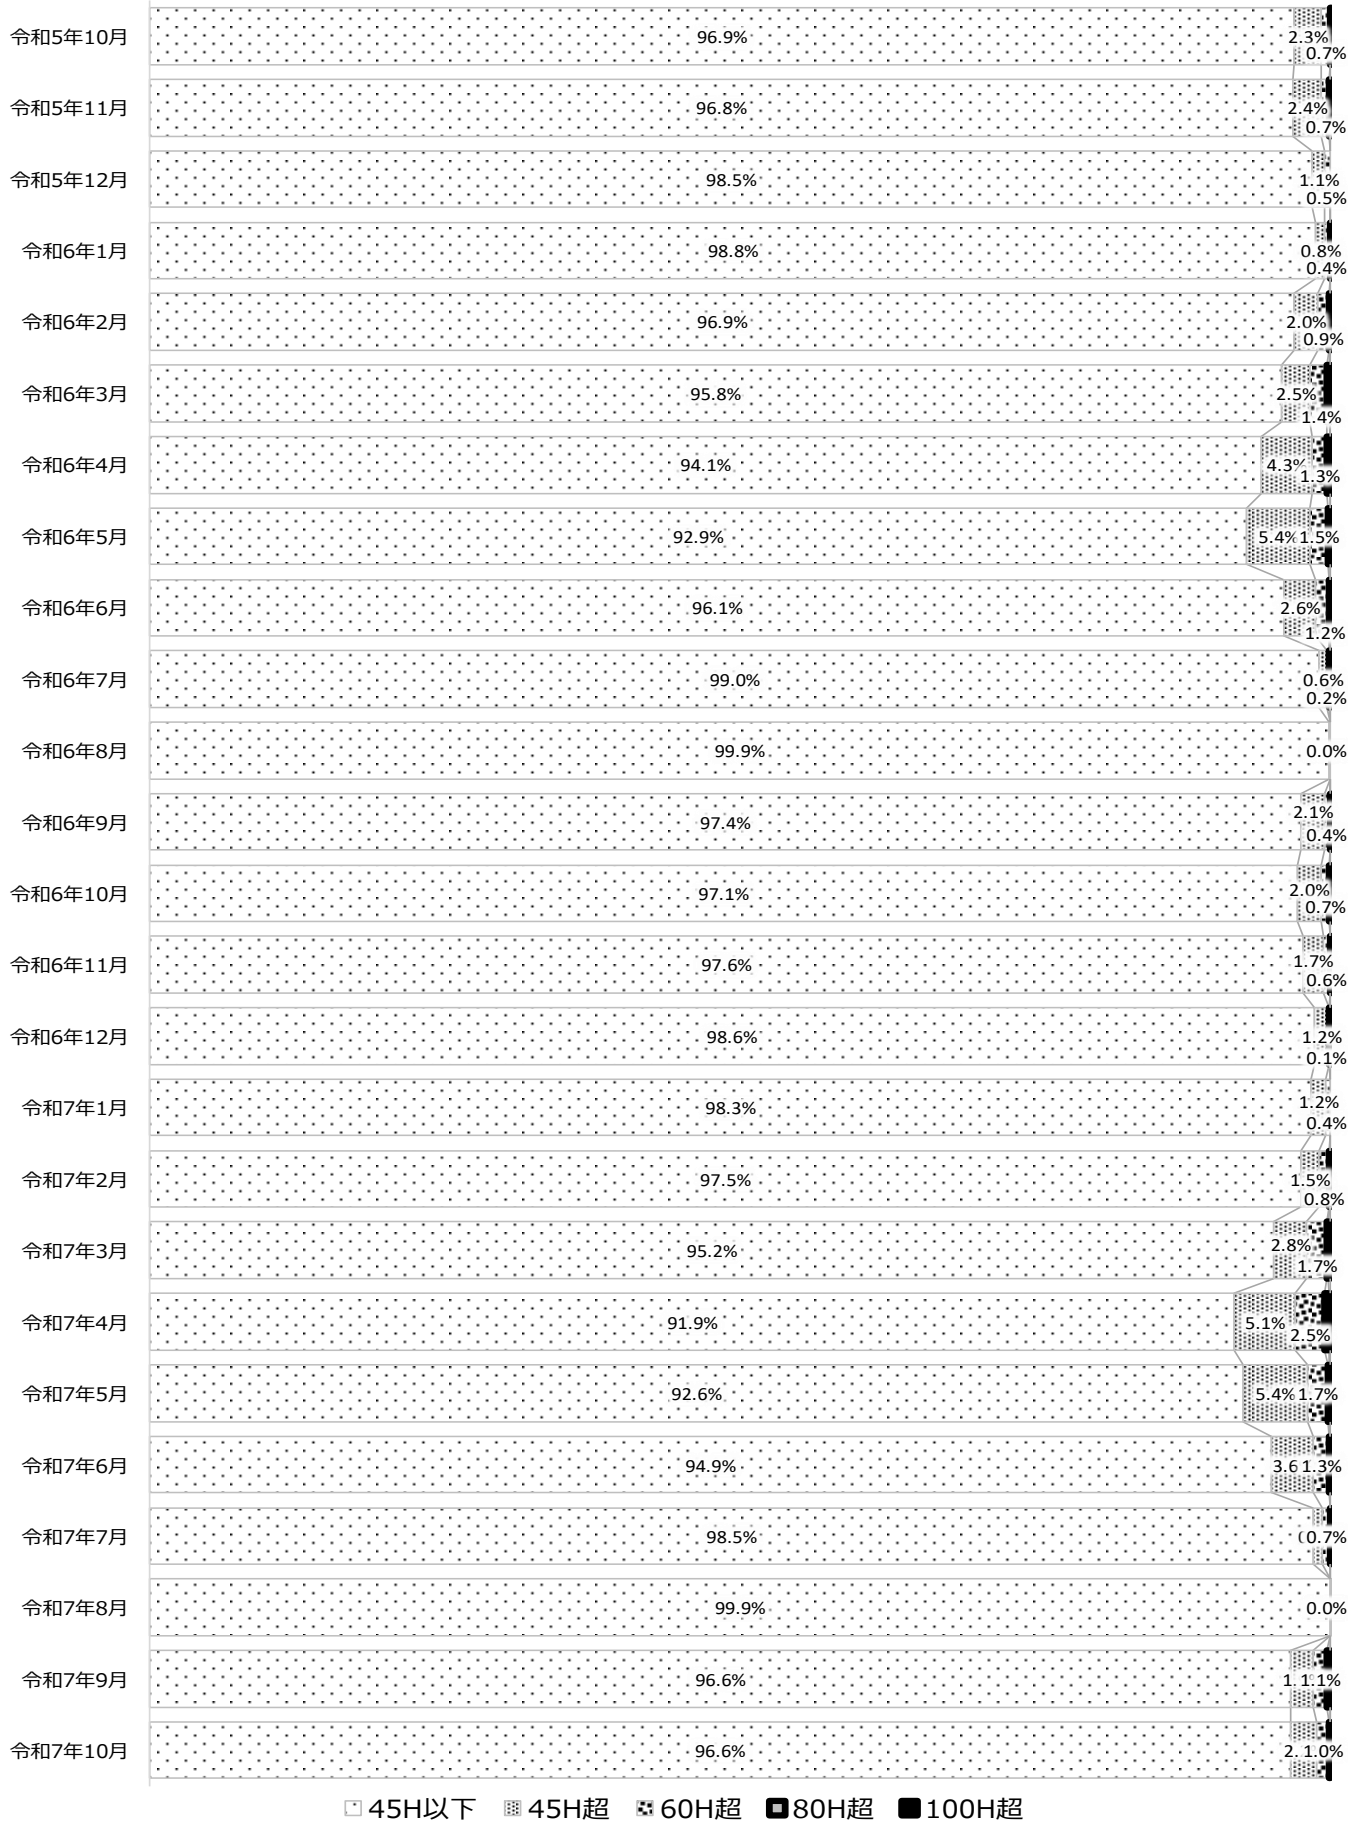 令和5年10月 96.9% 2.3% 0.7%
令和5年11月 96.8% 2.4% 0.7%
令和5年12月 98.5% 1.1% 0.5%
令和6年1月 98.8% 0.8% 0.4%
令和6年2月 96.9% 2.0% 0.9%
令和6年3月 95.8% 2.5% 1.4%
令和6年4月 94.1% 4.3% 1.3%
令和6年5月 92.9% 5.4% 1.5%
令和6年6月 96.1% 2.6% 1.2%
令和6年7月 99.0% 0.6% 0.2%
令和6年8月 99.9% 0.0%
令和6年9月 97.4% 2.1% 0.4%
令和6年10月 97.1% 2.0% 0.7%
令和6年11月 97.6% 1.7% 0.6%
令和6年12月 98.6% 1.2% 0.1%
令和7年1月 98.3% 1.2% 0.4%
令和7年2月 97.5% 1.5% 0.8%
令和7年3月 95.2% 2.8% 1.7%
令和7年4月 91.9% 5.1% 2.5%
令和7年5月 92.6% 5.4% 1.7%
令和7年6月 94.9% 3.6 1.3%
令和7年7月 98.5% 0.7%
令和7年8月 99.9% 0.0%
令和7年9月 96.6%
令和7年10月 96.6% 1.0%
45H以下 45H超 60H超 80H超 100H超